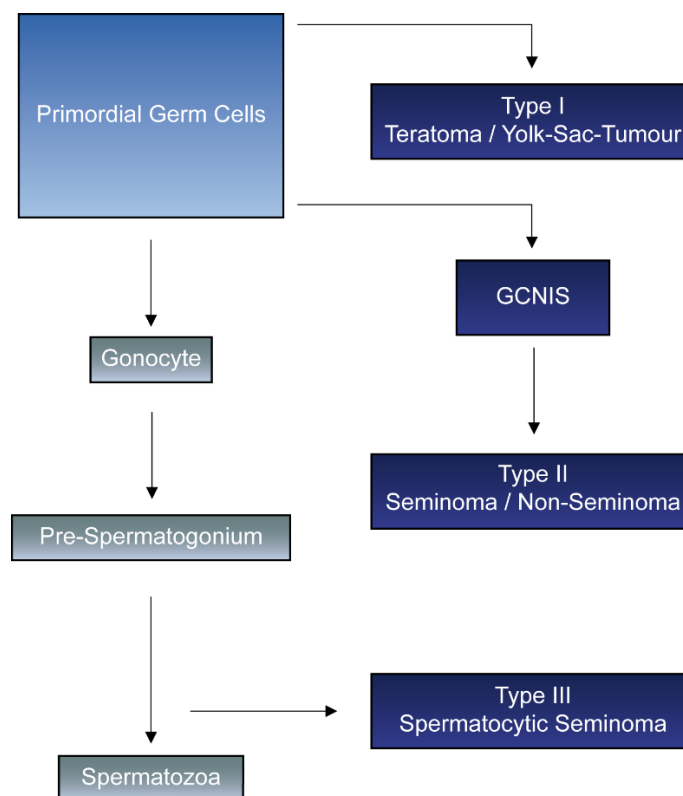 Primordial Germ Cells
Type I
Teratoma / Yolk-Sac-Tumour
GCNIS
Gonocyte
Type II
Seminoma / Non-Seminoma
Pre-Spermatogonium
Type III
Spermatocytic Seminoma
Spermatozoa